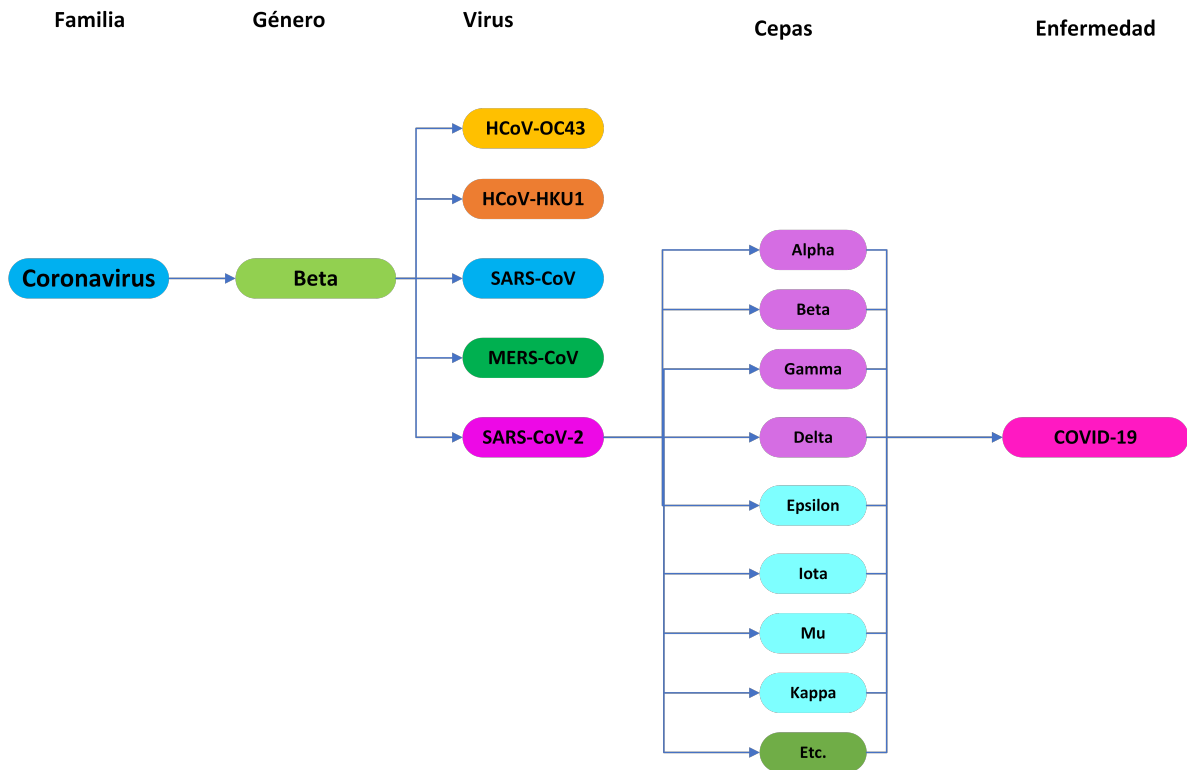 Familia
Género
Virus
Cepas
Enfermedad
Coronavirus
Beta
HCoV-OC43
HCoV-HKU1
SARS-CoV
MERS-CoV
SARS-CoV-2
Alpha
Beta
Gamma
Delta
Epsilon
Iota
Mu
Kappa
Etc.
COVID-19